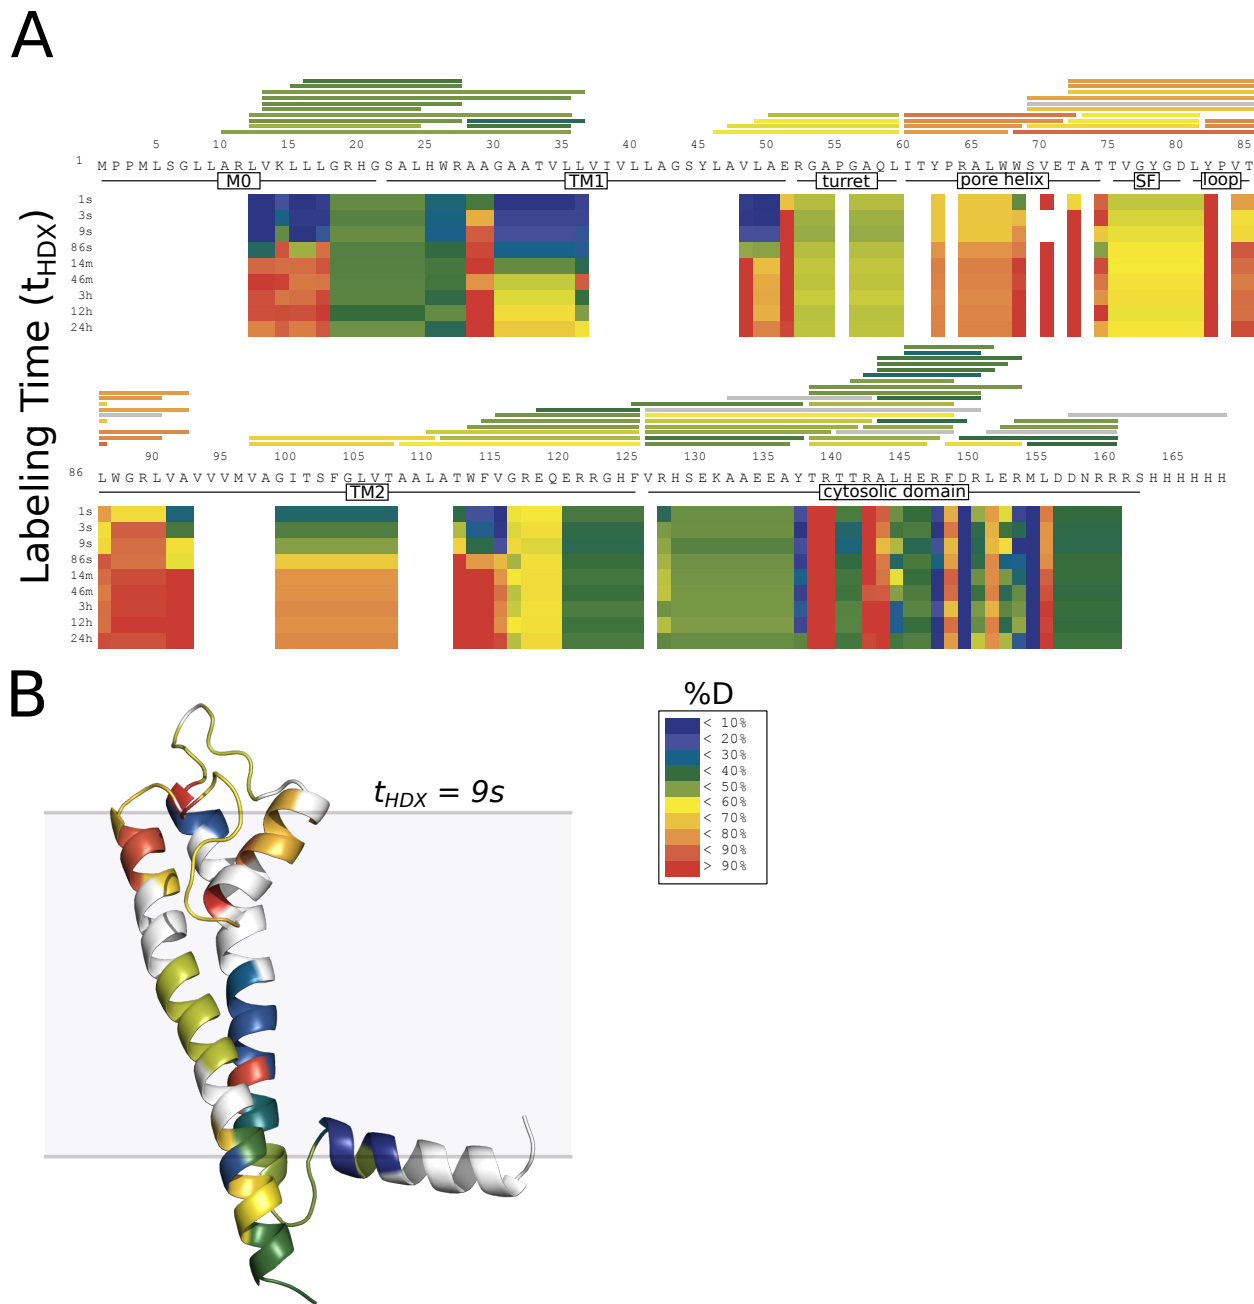 A
5 10 15 20 25 30 35 40 45 50 55 60 65 70 75 80 85
1 M P P M L S G L L A R L V K L L L G R H G S A L H W R A A G A A T V L L V I V L L A G S Y L A V L A E R G A P G A Q L I T Y P R A L W W S V E T A T T V G Y G D L Y P V T
M0 TM1 turret pore helix SF loop
Labeling Time (tHDX)
1s
3s
9s
86s
14m
46m
3h
12h
24h
90 95 100 105 110 115 120 125 130 135 140 145 150 155 160 165
86 L W G R L V A V V V M V A G I T S F G L V T A A L A T W F V G R E Q E R R G H F V R H S E K A A E E A Y T R T T R A L H E R F D R L E R M L D D N R R R S H H H H H H
TM2 cytosolic domain
1s
3s
9s
86s
14m
46m
3h
12h
24h
B
tHDX = 9s
%D
< 10%
< 20%
< 30%
< 40%
< 50%
< 60%
< 70%
< 80%
< 90%
> 90%